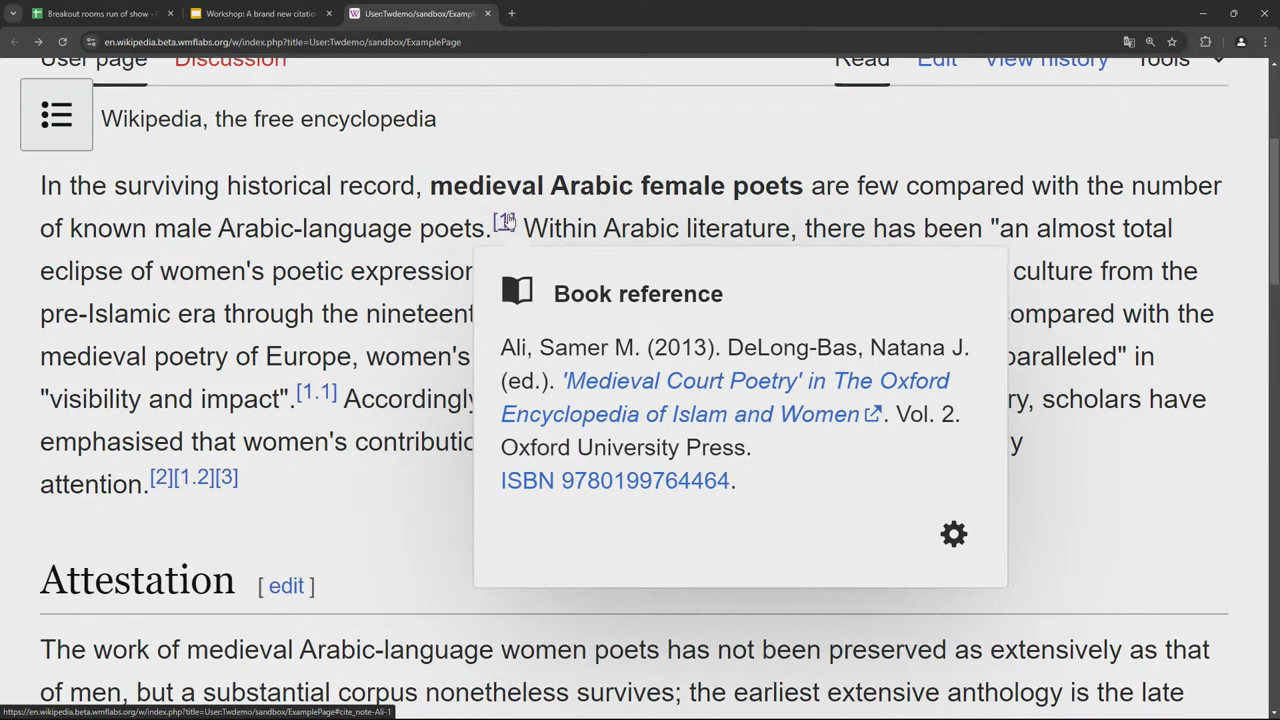 Breakout rooms run of show -
Workshop: A brand new citatio
User:Twdemo/sandbox/Examp
en.wikipedia.beta.wmflabs.org/w/index.php?title=User:Twdemo/sandbox/ExamplePage
User page Discussion Read Edit View history Tools
Wikipedia, the free encyclopedia
In the surviving historical record, medieval Arabic female poets are few compared with the number
of known male Arabic-language poets.[1] Within Arabic literature, there has been "an almost total
eclipse of women's poetic expression culture from the
pre-Islamic era through the nineteent ompared with the
medieval poetry of Europe, women's paralleled" in
"visibility and impact".[1.1] Accordingly ry, scholars have
emphasised that women's contributio y
attention.[2][1.2][3]
Book reference
Ali, Samer M. (2013). DeLong-Bas, Natana J.
(ed.). 'Medieval Court Poetry' in The Oxford
Encyclopedia of Islam and Women. Vol. 2.
Oxford University Press.
ISBN 9780199764464.
Attestation [ edit ]
The work of medieval Arabic-language women poets has not been preserved as extensively as that
of men, but a substantial corpus nonetheless survives; the earliest extensive anthology is the late
https://en.wikipedia.beta.wmflabs.org/w/index.php?title=User:Twdemo/sandbox/ExamplePage#cite_note-Ali-1